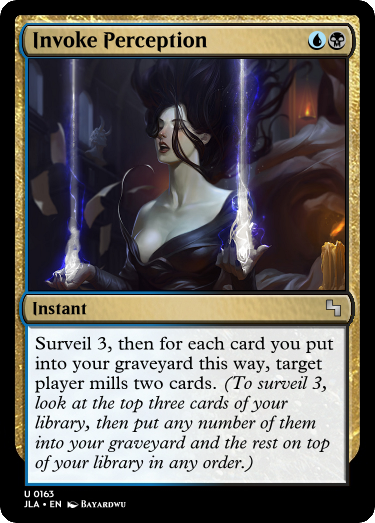 Invoke Perception
Instant
Surveil 3, then for each card you put
into your graveyard this way, target
player mills two cards. (To surveil 3,
look at the top three cards of your
library, then put any number of them
into your graveyard and the rest on top
of your library in any order.)
U 0163
JLA • EN Bayardwu